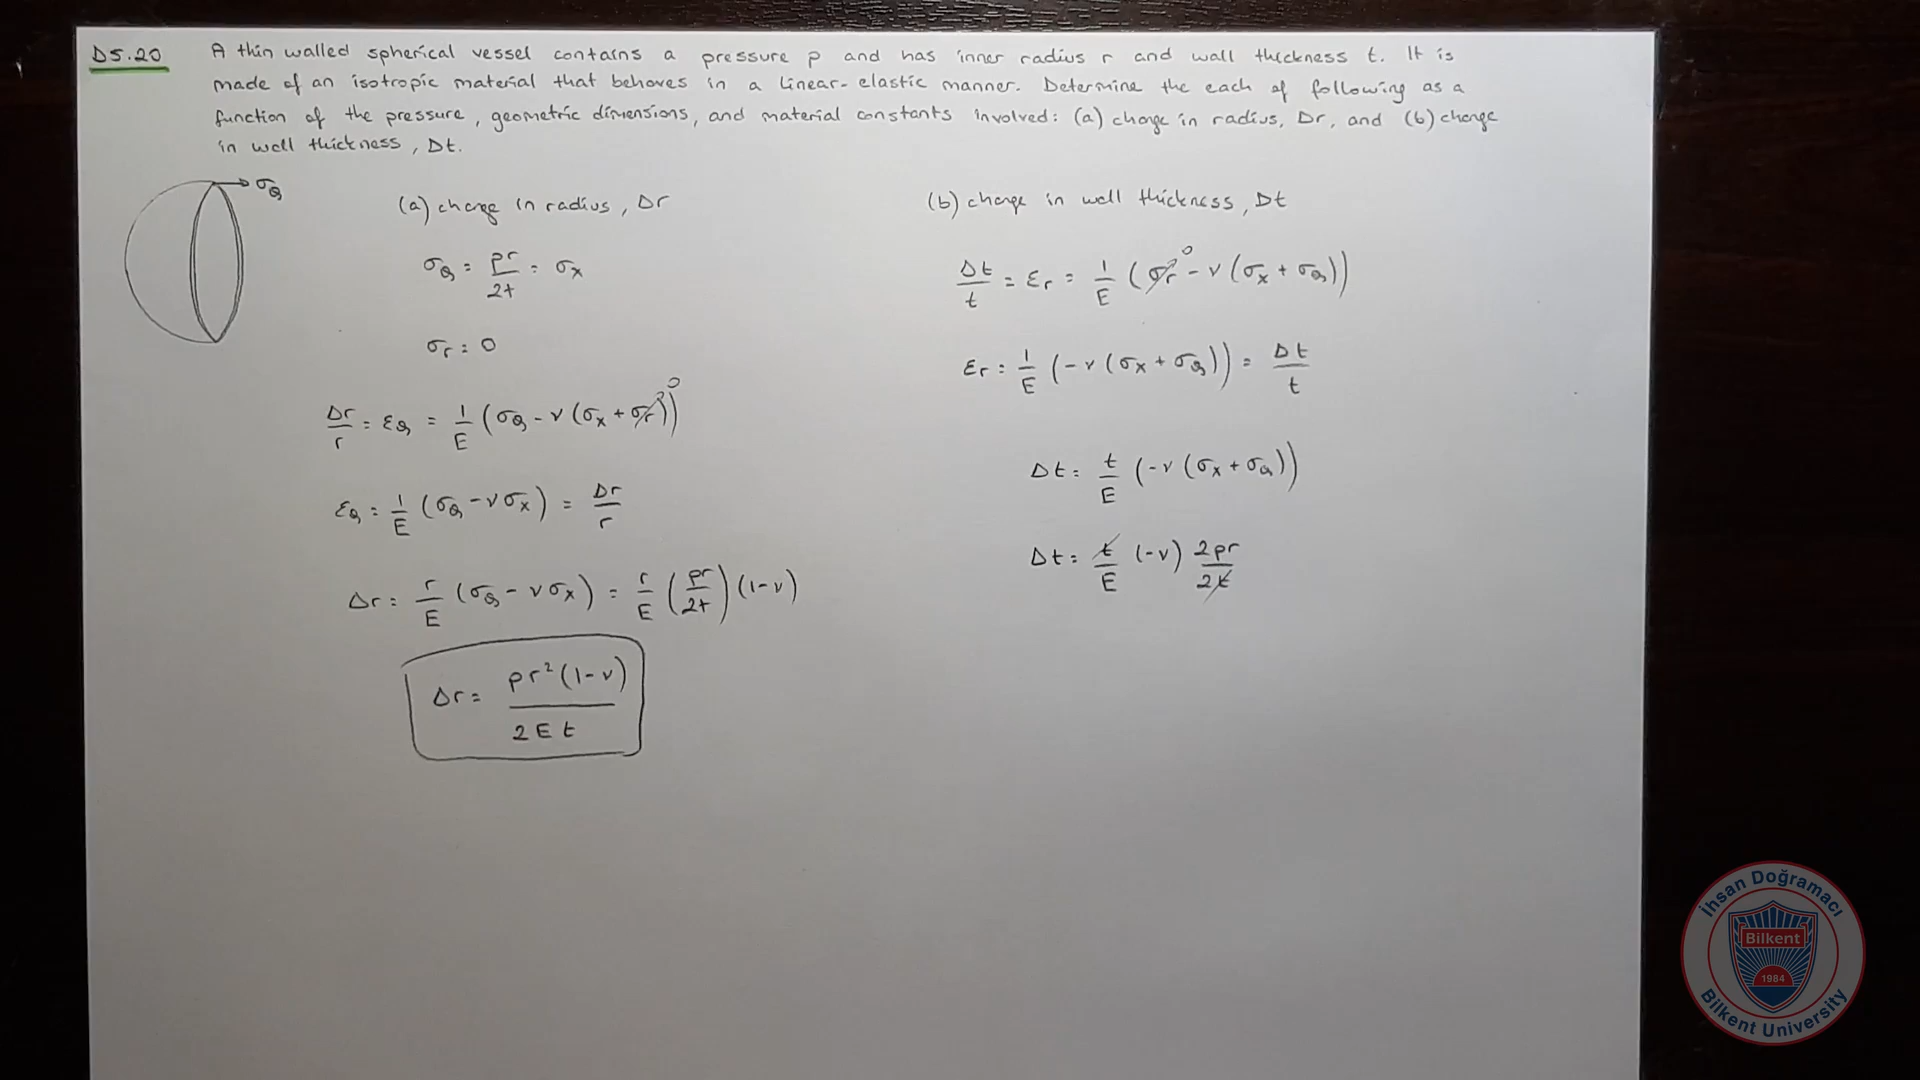 D5.20 A thin walled spherical vessel contains a pressure p and has inner radius r and wall thickness t. It is
made of an isotropic material that behaves in a linear-elastic manner. Determine the each of following as a
function of the pressure, geometric dimensions, and material constants involved: (a) change in radius, Δr, and (b) change
in wall thickness, Δt.
σθ
(a) change in radius, Δr
σθ = pr/2t = σx
σr = 0
Δr/r = εθ = 1/E (σθ - ν(σx + σr)) 0
εθ = 1/E (σθ - νσx) = Δr/r
Δr = r/E (σθ - νσx) = r/E (pr/2t) (1-ν)
Δr = pr²(1-ν)/2Et
(b) change in wall thickness, Δt
Δt/t = εr = 1/E (σr 0 - ν(σx + σθ))
εr = 1/E (-ν(σx + σθ)) = Δt/t
Δt = t/E (-ν(σx + σθ))
Δt = t/E (-ν) 2pr/2t
İhsan Doğramacı
Bilkent
1984
Bilkent University